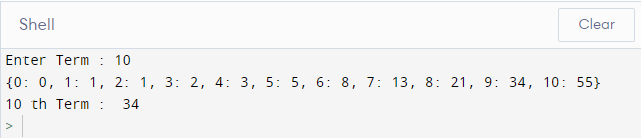 Shell
Clear
Enter Term : 10
{0: 0, 1: 1, 2: 1, 3: 2, 4: 3, 5: 5, 6: 8, 7: 13, 8: 21, 9: 34, 10: 55}
10 th Term :  34
>